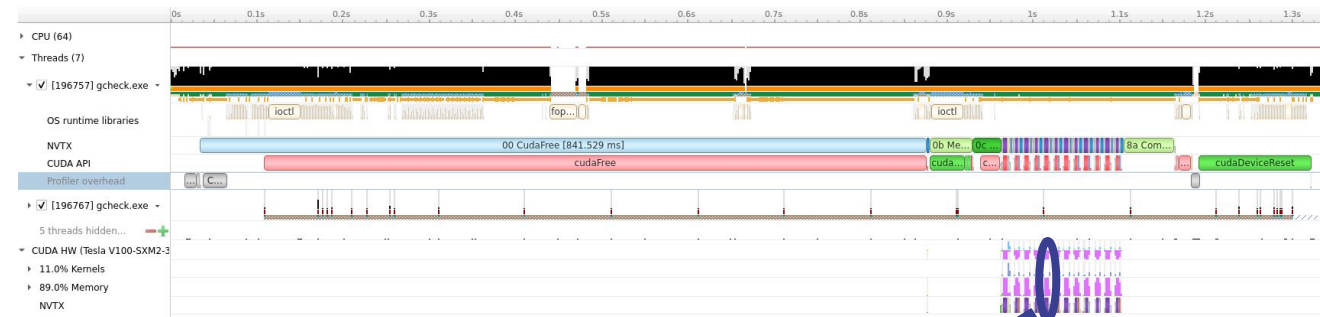 0s 0.1s 0.2s 0.3s 0.4s 0.5s 0.6s 0.7s 0.8s 0.9s 1s 1.1s 1.2s 1.3s
CPU (64)
Threads (7)
[196757] gcheck.exe
OS runtime libraries ioctl fop... ioctl
NVTX 00 CudaFree [841.529 ms] 0b Me... 0c ... 8a Com...
CUDA API cudaFree cuda... c... ... cudaDeviceReset
Profiler overhead ... C...
[196767] gcheck.exe
5 threads hidden...
CUDA HW (Tesla V100-SXM2-3
11.0% Kernels
89.0% Memory
NVTX